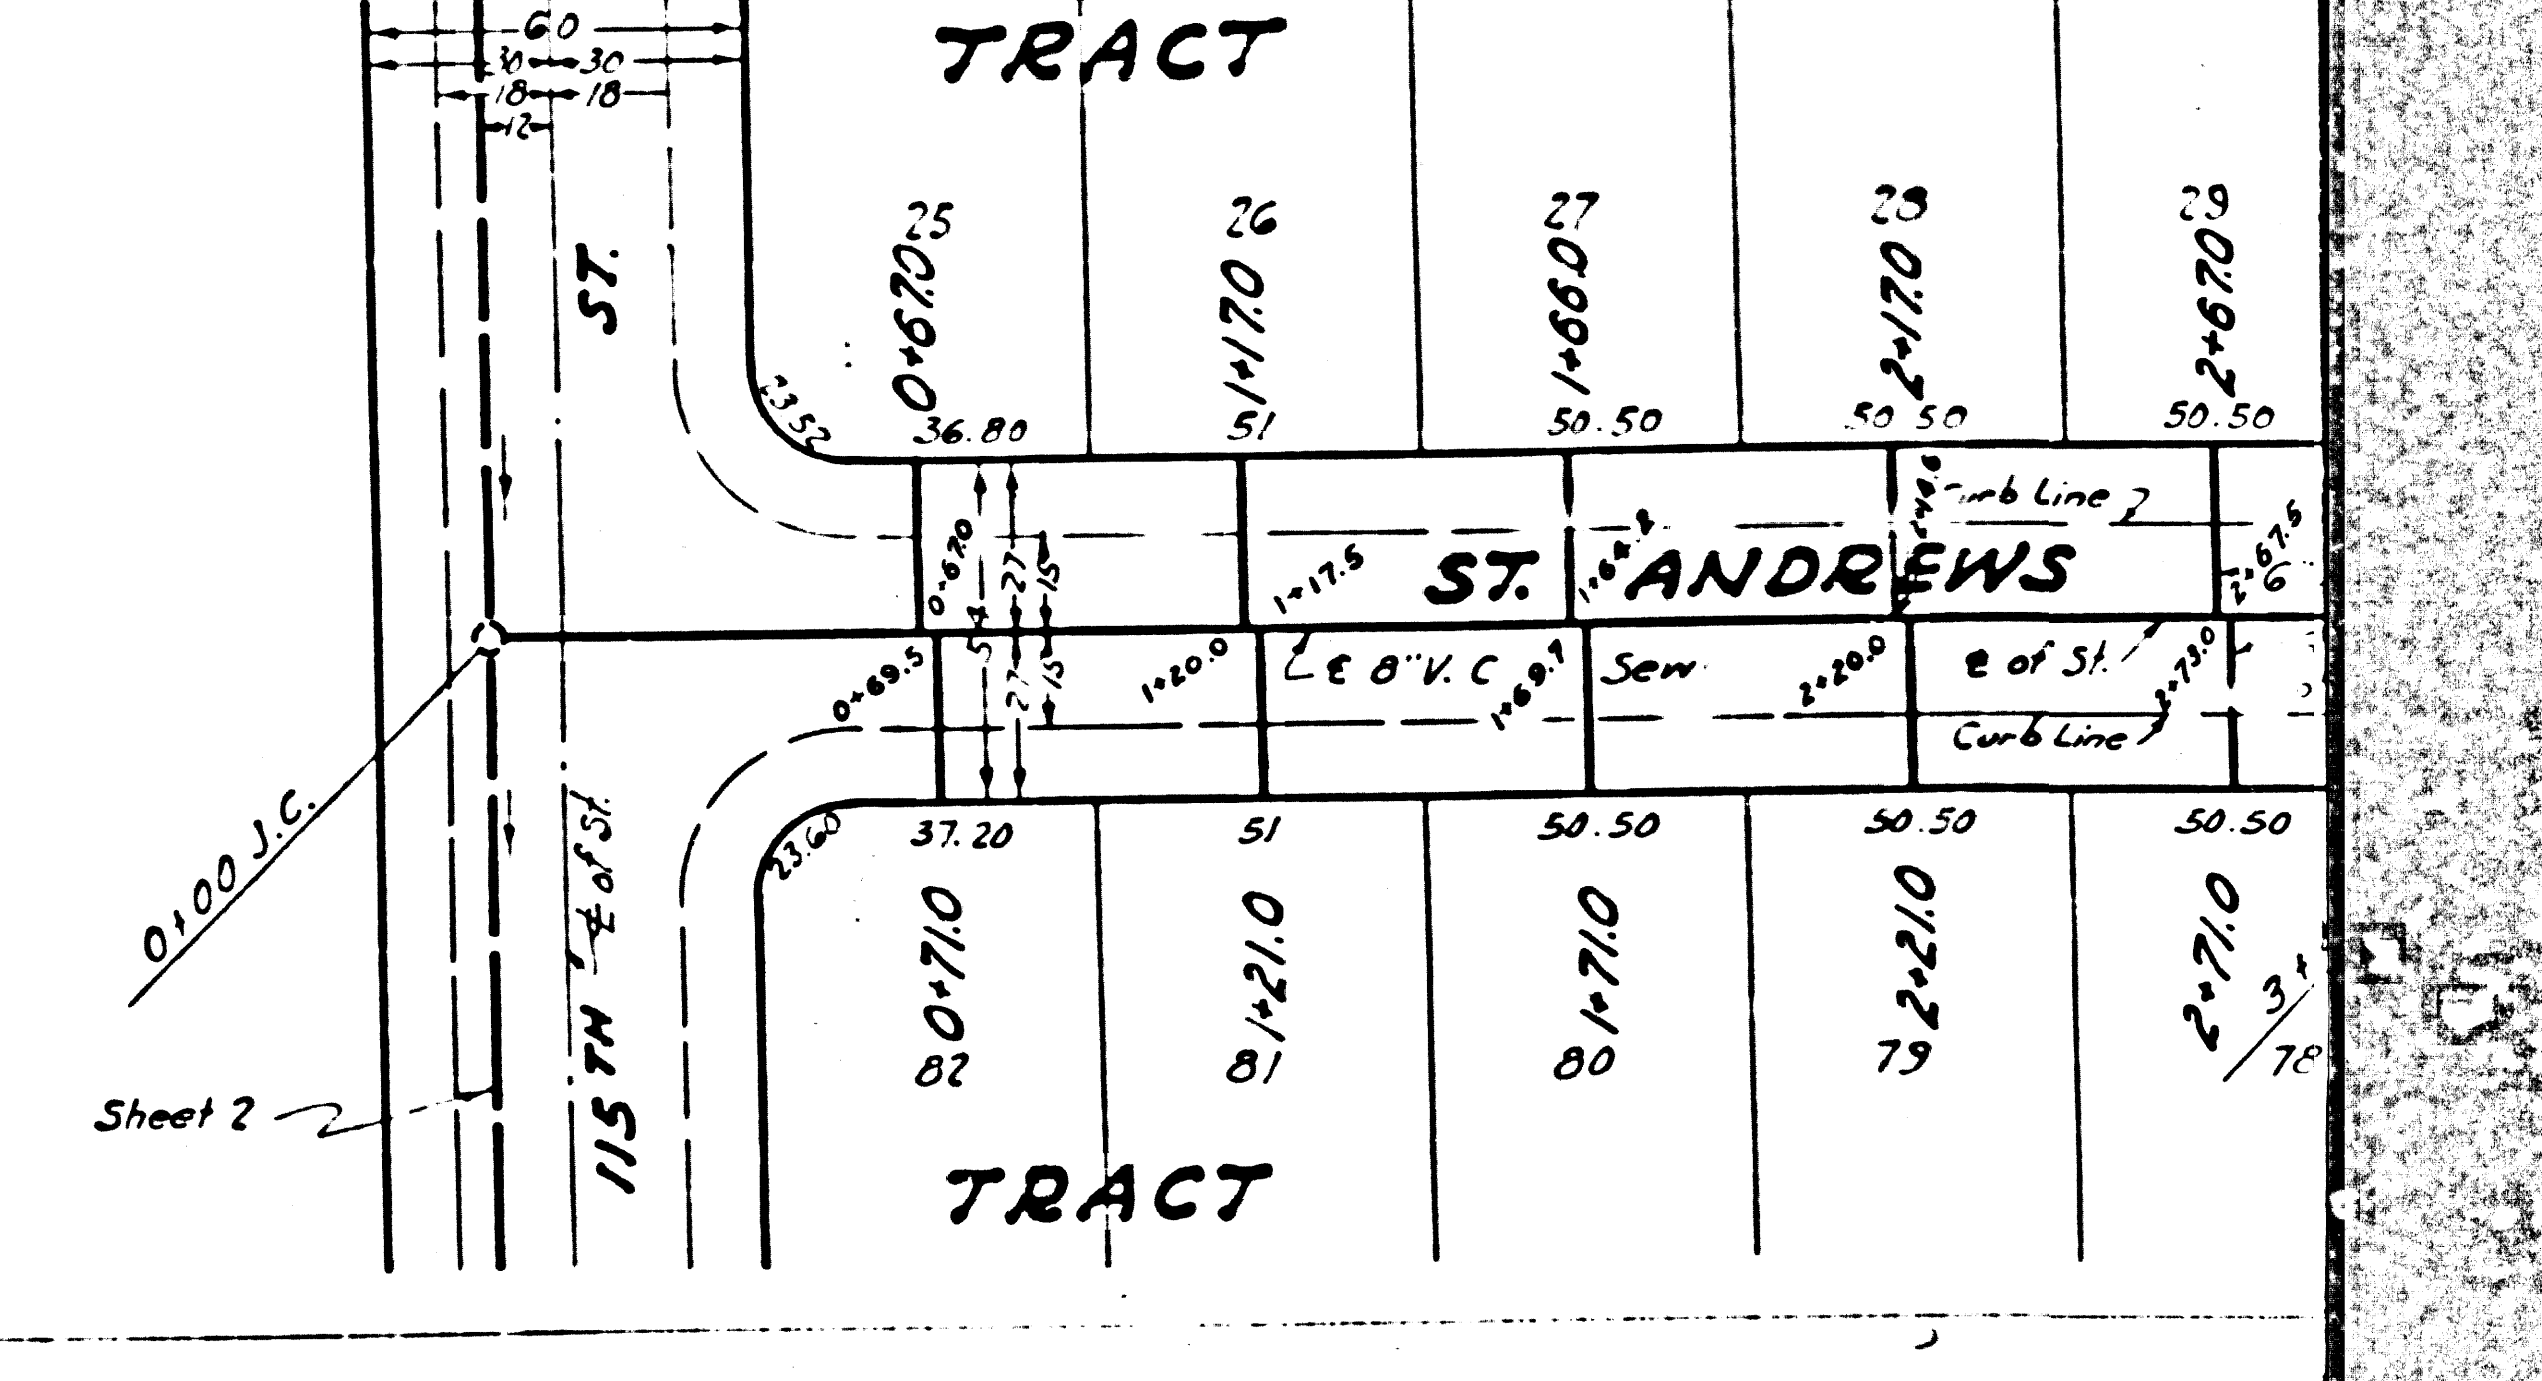 60
30 30
18 18
12
TRACT
ST.
25 26 27 28 29
0+67.0 1+17.0 1+66.0 2+17.0 2+67.0
23.52 36.80 51 50.50 50.50 50.50
Curb Line
0+67.0 1+17.5 2+67.5
54 27 15
27 15
ST. ANDREWS
6"
0+69.5 1+20.0 1+69.7 2+20.0 2+73.0
℄ 8" V.C Sew
℄ of St.
Curb Line
23.60 37.20 51 50.50 50.50 50.50
0+00 J.C.
℄ of St.
0+71.0 1+21.0 1+71.0 2+21.0 2+71.0
3+
82 81 80 79 78
115TH
Sheet 2
TRACT